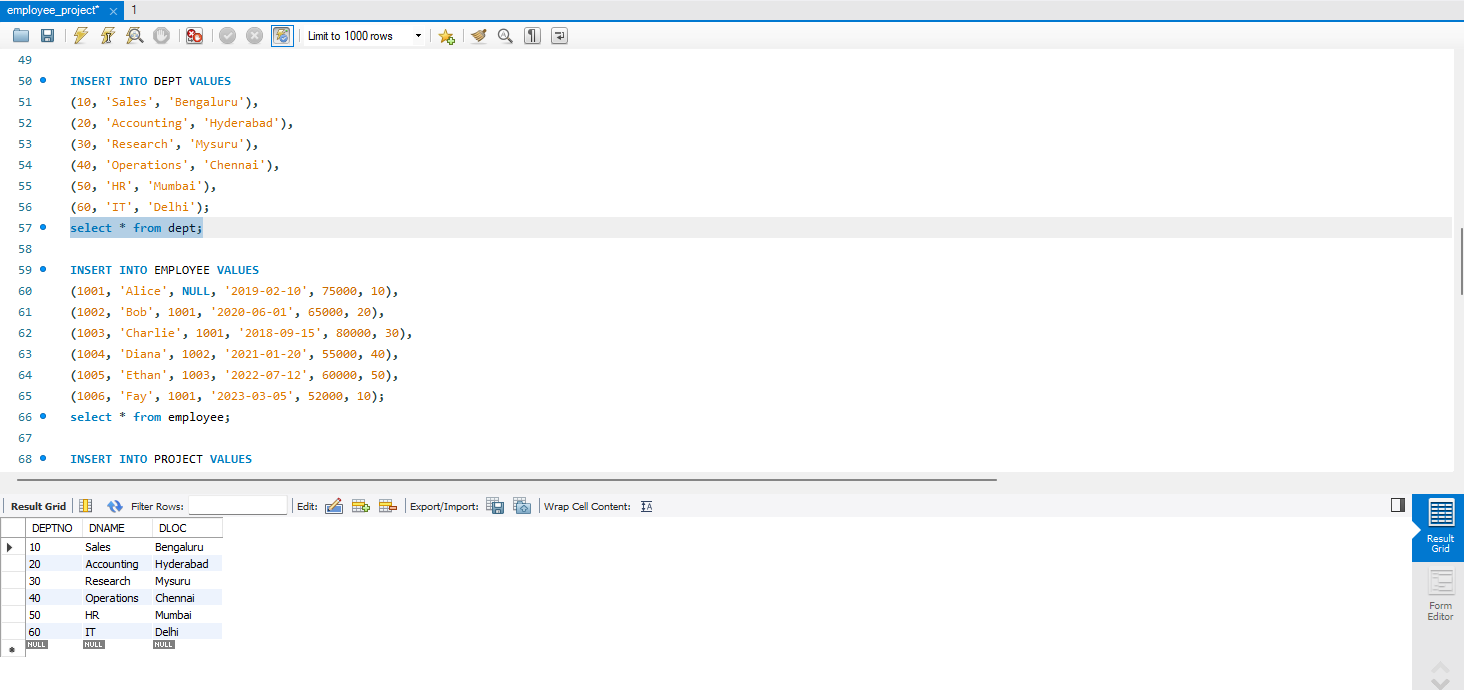 employee_project* × 1
Limit to 1000 rows
49
50 INSERT INTO DEPT VALUES
51 (10, 'Sales', 'Bengaluru'),
52 (20, 'Accounting', 'Hyderabad'),
53 (30, 'Research', 'Mysuru'),
54 (40, 'Operations', 'Chennai'),
55 (50, 'HR', 'Mumbai'),
56 (60, 'IT', 'Delhi');
57 select * from dept;
58
59 INSERT INTO EMPLOYEE VALUES
60 (1001, 'Alice', NULL, '2019-02-10', 75000, 10),
61 (1002, 'Bob', 1001, '2020-06-01', 65000, 20),
62 (1003, 'Charlie', 1001, '2018-09-15', 80000, 30),
63 (1004, 'Diana', 1002, '2021-01-20', 55000, 40),
64 (1005, 'Ethan', 1003, '2022-07-12', 60000, 50),
65 (1006, 'Fay', 1001, '2023-03-05', 52000, 10);
66 select * from employee;
67
68 INSERT INTO PROJECT VALUES
Result Grid Filter Rows: Edit: Export/Import: Wrap Cell Content:
DEPTNO DNAME DLOC
10 Sales Bengaluru
20 Accounting Hyderabad
30 Research Mysuru
40 Operations Chennai
50 HR Mumbai
60 IT Delhi
NULL NULL NULL
Result
Grid
Form
Editor